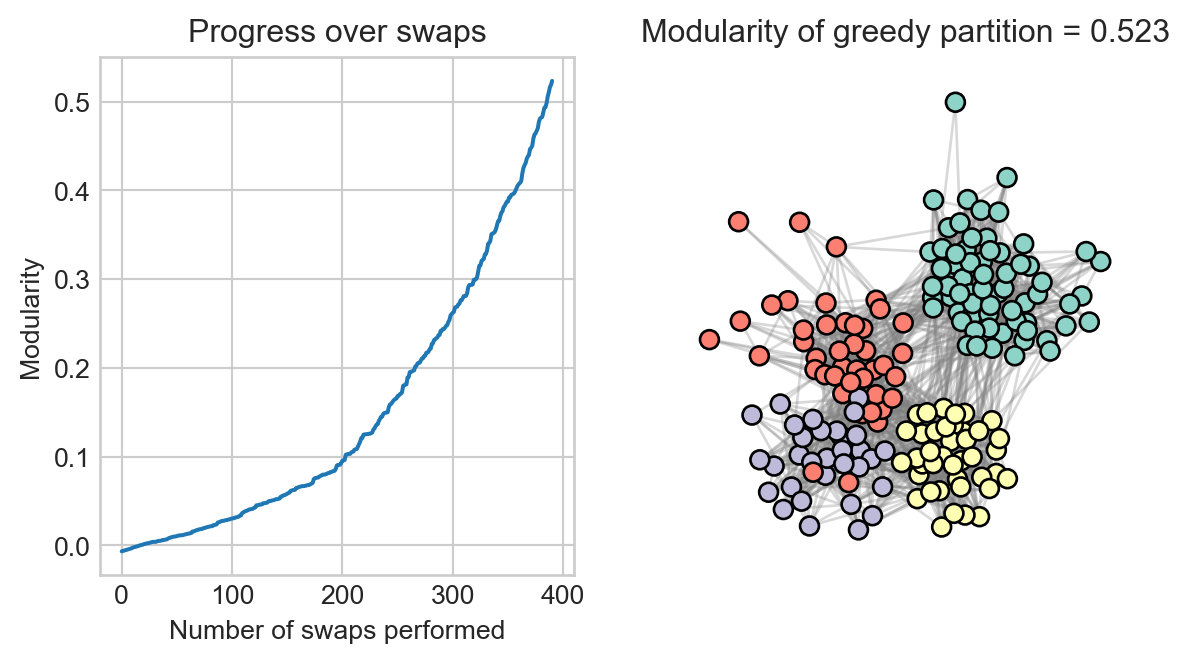 Progress over swaps
Modularity of greedy partition = 0.523
0.5
0.4
0.3
0.2
0.1
0.0
Modularity
0 100 200 300 400
Number of swaps performed